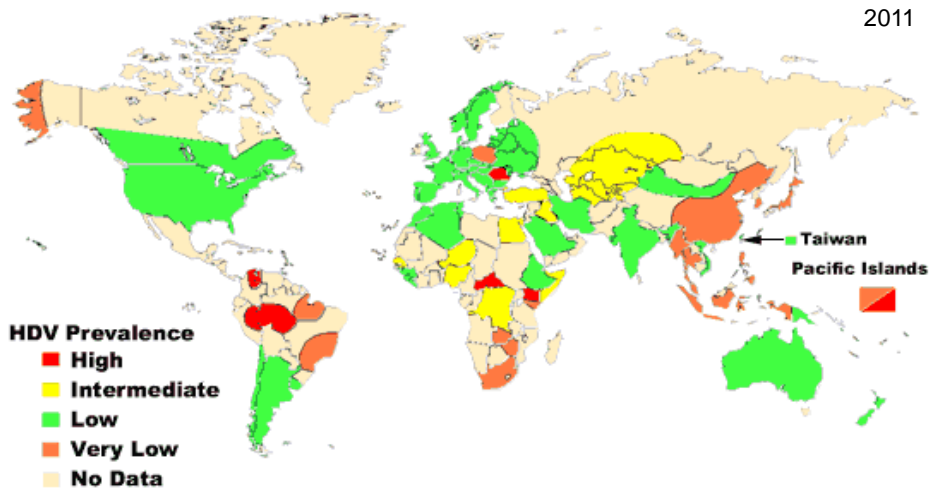 2011
Taiwan
Pacific Islands
HDV Prevalence
High
Intermediate
Low
Very Low
No Data